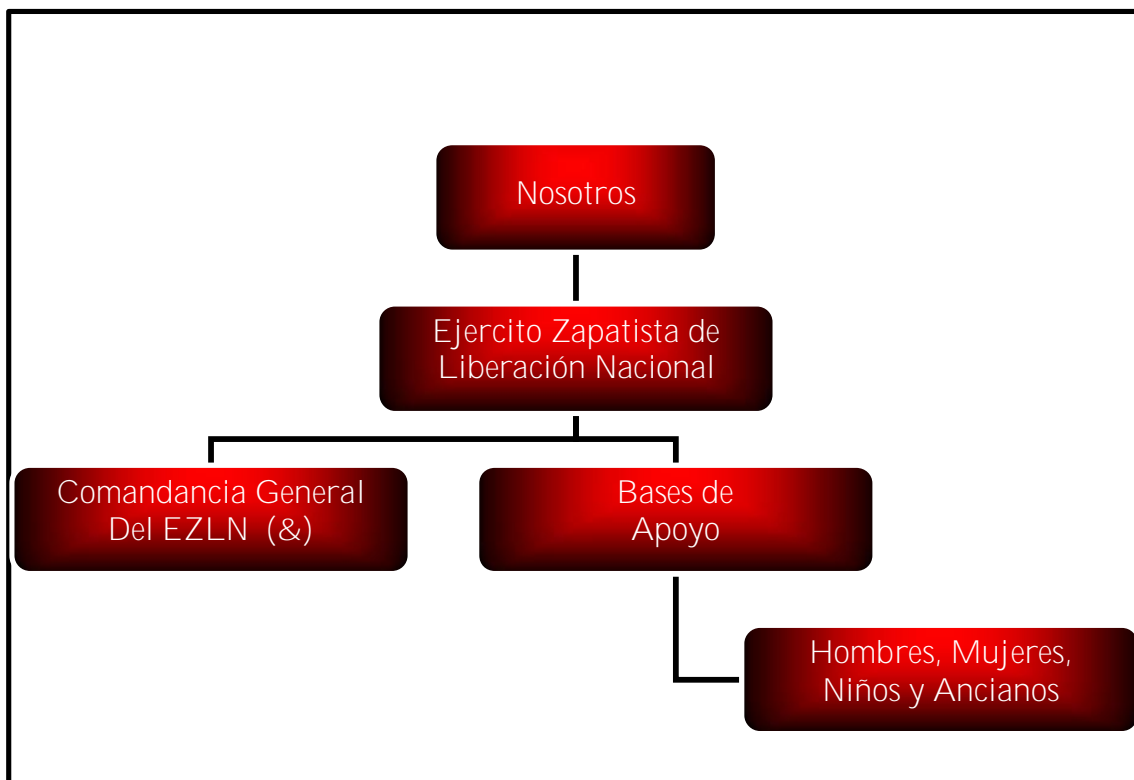 Nosotros
Ejercito Zapatista de
Liberación Nacional
Comandancia General
Del EZLN (&)
Bases de
Apoyo
Hombres, Mujeres,
Niños y Ancianos